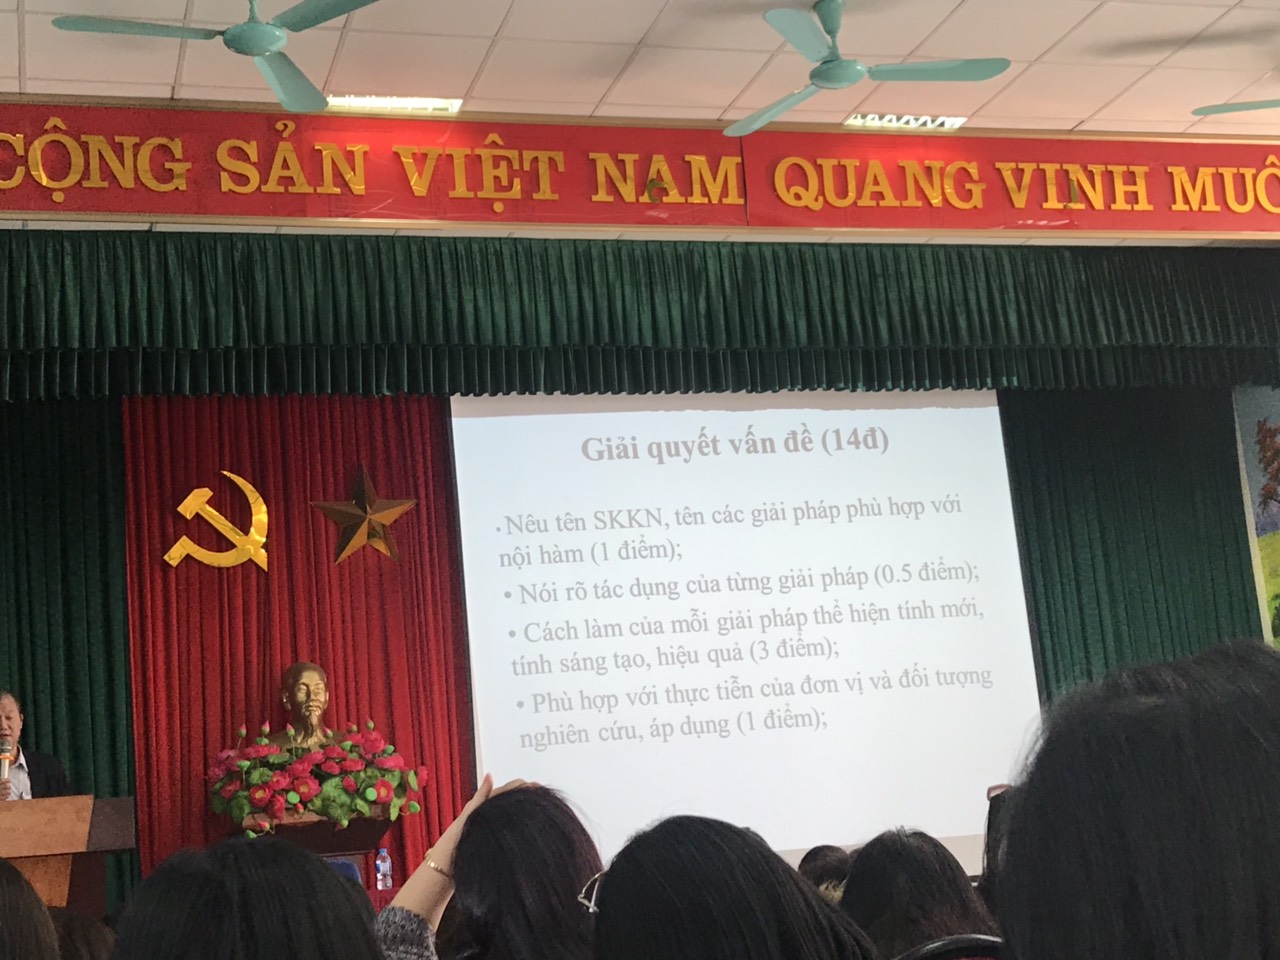 CỘNG SẢN VIỆT NAM QUANG VINH MUÔ
Giải quyết vấn đề (14đ)
• Nêu tên SKKN, tên các giải pháp phù hợp với
nội hàm (1 điểm);
• Nói rõ tác dụng của từng giải pháp (0.5 điểm);
• Cách làm của mỗi giải pháp thể hiện tính mới,
tính sáng tạo, hiệu quả (3 điểm);
• Phù hợp với thực tiễn của đơn vị và đối tượng
nghiên cứu, áp dụng (1 điểm);